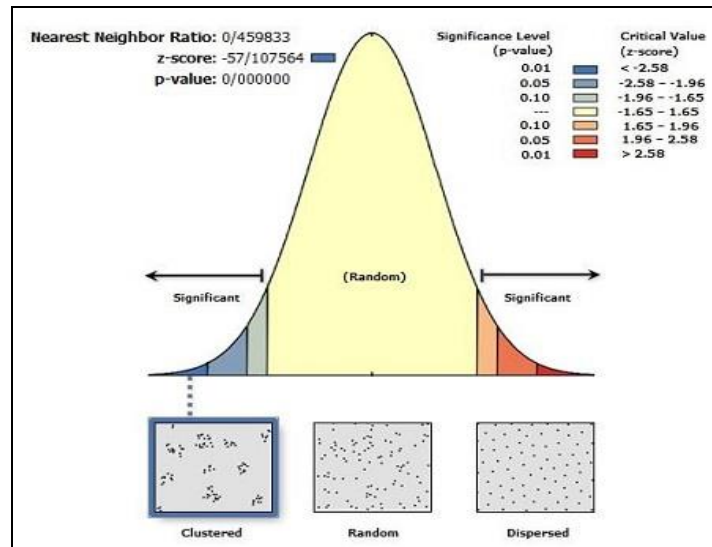 Nearest Neighbor Ratio: 0/459833
z-score: -57/107564
p-value: 0/000000
Significance Level (p-value)
Critical Value (z-score)
0.01 < -2.58
0.05 -2.58 – -1.96
0.10 -1.96 – -1.65
--- -1.65 – 1.65
0.10 1.65 – 1.96
0.05 1.96 – 2.58
0.01 > 2.58
(Random)
Significant
Significant
Clustered
Random
Dispersed